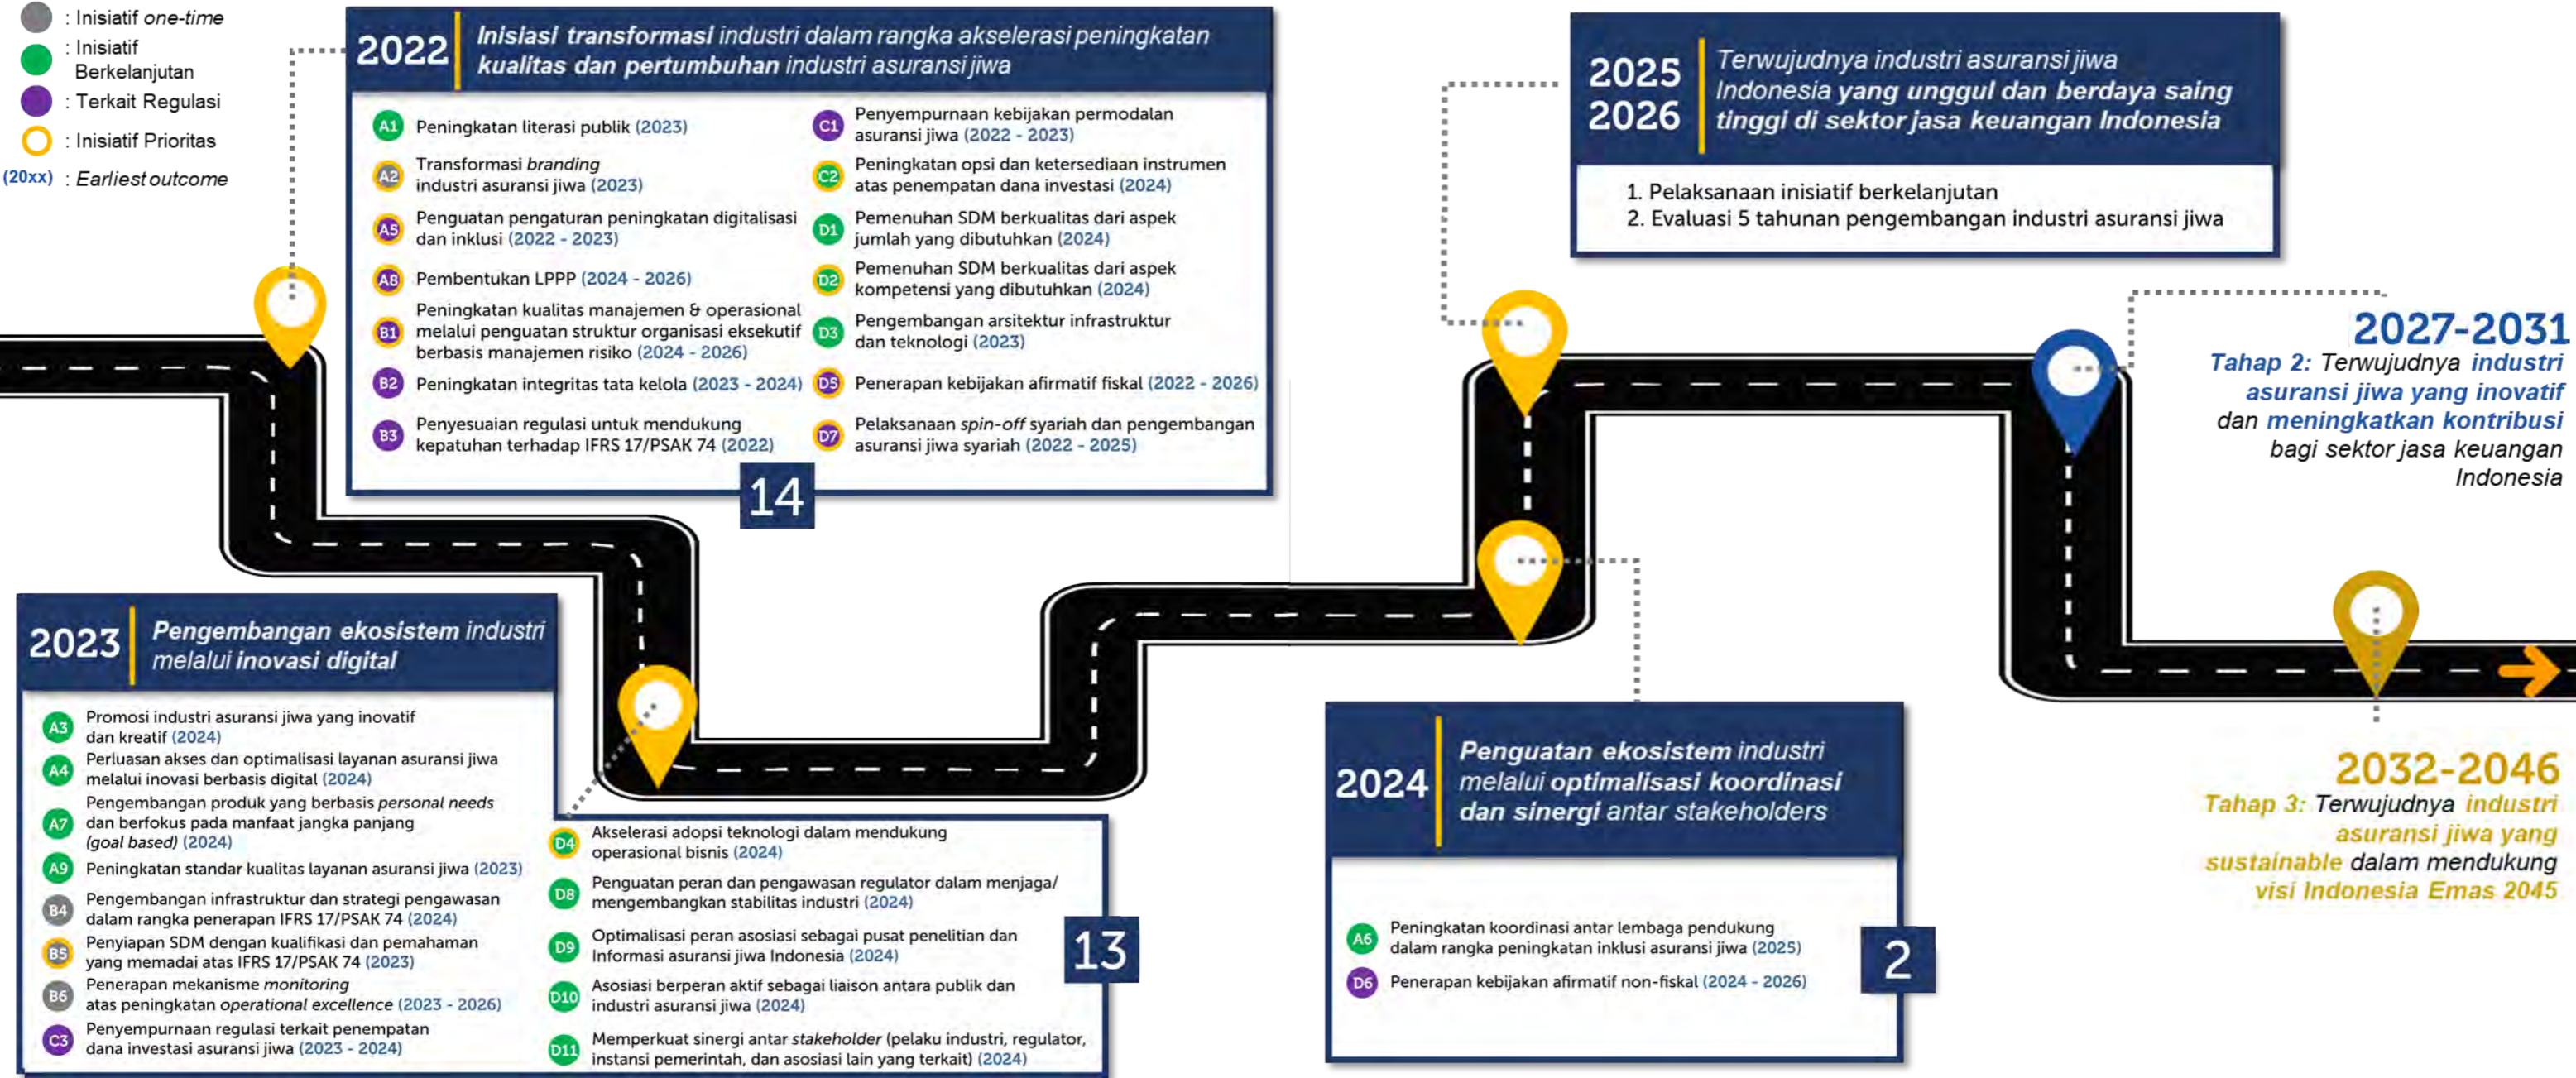 : Inisiatif one-time
: Inisiatif
Berkelanjutan
: Terkait Regulasi
: Inisiatif Prioritas
(20xx) : Earliest outcome
2022
Inisiasi transformasi industri dalam rangka akselerasi peningkatan
kualitas dan pertumbuhan industri asuransi jiwa
A1 Peningkatan literasi publik (2023)
A2 Transformasi branding
industri asuransi jiwa (2023)
A5 Penguatan pengaturan peningkatan digitalisasi
dan inklusi (2022 - 2023)
A8 Pembentukan LPPP (2024 - 2026)
B1 Peningkatan kualitas manajemen & operasional
melalui penguatan struktur organisasi eksekutif
berbasis manajemen risiko (2024 - 2026)
B2 Peningkatan integritas tata kelola (2023 - 2024)
B3 Penyesuaian regulasi untuk mendukung
kepatuhan terhadap IFRS 17/PSAK 74 (2022)
C1 Penyempurnaan kebijakan permodalan
asuransi jiwa (2022 - 2023)
C2 Peningkatan opsi dan ketersediaan instrumen
atas penempatan dana investasi (2024)
D1 Pemenuhan SDM berkualitas dari aspek
jumlah yang dibutuhkan (2024)
D2 Pemenuhan SDM berkualitas dari aspek
kompetensi yang dibutuhkan (2024)
D3 Pengembangan arsitektur infrastruktur
dan teknologi (2023)
D5 Penerapan kebijakan afirmatif fiskal (2022 - 2026)
D7 Pelaksanaan spin-off syariah dan pengembangan
asuransi jiwa syariah (2022 - 2025)
14
2023
Pengembangan ekosistem industri
melalui inovasi digital
A3 Promosi industri asuransi jiwa yang inovatif
dan kreatif (2024)
A4 Perluasan akses dan optimalisasi layanan asuransi jiwa
melalui inovasi berbasis digital (2024)
A7 Pengembangan produk yang berbasis personal needs
dan berfokus pada manfaat jangka panjang
(goal based) (2024)
A9 Peningkatan standar kualitas layanan asuransi jiwa (2023)
B4 Pengembangan infrastruktur dan strategi pengawasan
dalam rangka penerapan IFRS 17/PSAK 74 (2024)
B5 Penyiapan SDM dengan kualifikasi dan pemahaman
yang memadai atas IFRS 17/PSAK 74 (2023)
B6 Penerapan mekanisme monitoring
atas peningkatan operational excellence (2023 - 2026)
C3 Penyempurnaan regulasi terkait penempatan
dana investasi asuransi jiwa (2023 - 2024)
D4 Akselerasi adopsi teknologi dalam mendukung
operasional bisnis (2024)
D8 Penguatan peran dan pengawasan regulator dalam menjaga/
mengembangkan stabilitas industri (2024)
D9 Optimalisasi peran asosiasi sebagai pusat penelitian dan
Informasi asuransi jiwa Indonesia (2024)
D10 Asosiasi berperan aktif sebagai liaison antara publik dan
industri asuransi jiwa (2024)
D11 Memperkuat sinergi antar stakeholder (pelaku industri, regulator,
instansi pemerintah, dan asosiasi lain yang terkait) (2024)
13
2024
Penguatan ekosistem industri
melalui optimalisasi koordinasi
dan sinergi antar stakeholders
A6 Peningkatan koordinasi antar lembaga pendukung
dalam rangka peningkatan inklusi asuransi jiwa (2025)
D6 Penerapan kebijakan afirmatif non-fiskal (2024 - 2026)
2
2025
2026
Terwujudnya industri asuransi jiwa
Indonesia yang unggul dan berdaya saing
tinggi di sektor jasa keuangan Indonesia
1. Pelaksanaan inisiatif berkelanjutan
2. Evaluasi 5 tahunan pengembangan industri asuransi jiwa
2027-2031
Tahap 2: Terwujudnya industri
asuransi jiwa yang inovatif
dan meningkatkan kontribusi
bagi sektor jasa keuangan
Indonesia
2032-2046
Tahap 3: Terwujudnya industri
asuransi jiwa yang
sustainable dalam mendukung
visi Indonesia Emas 2045